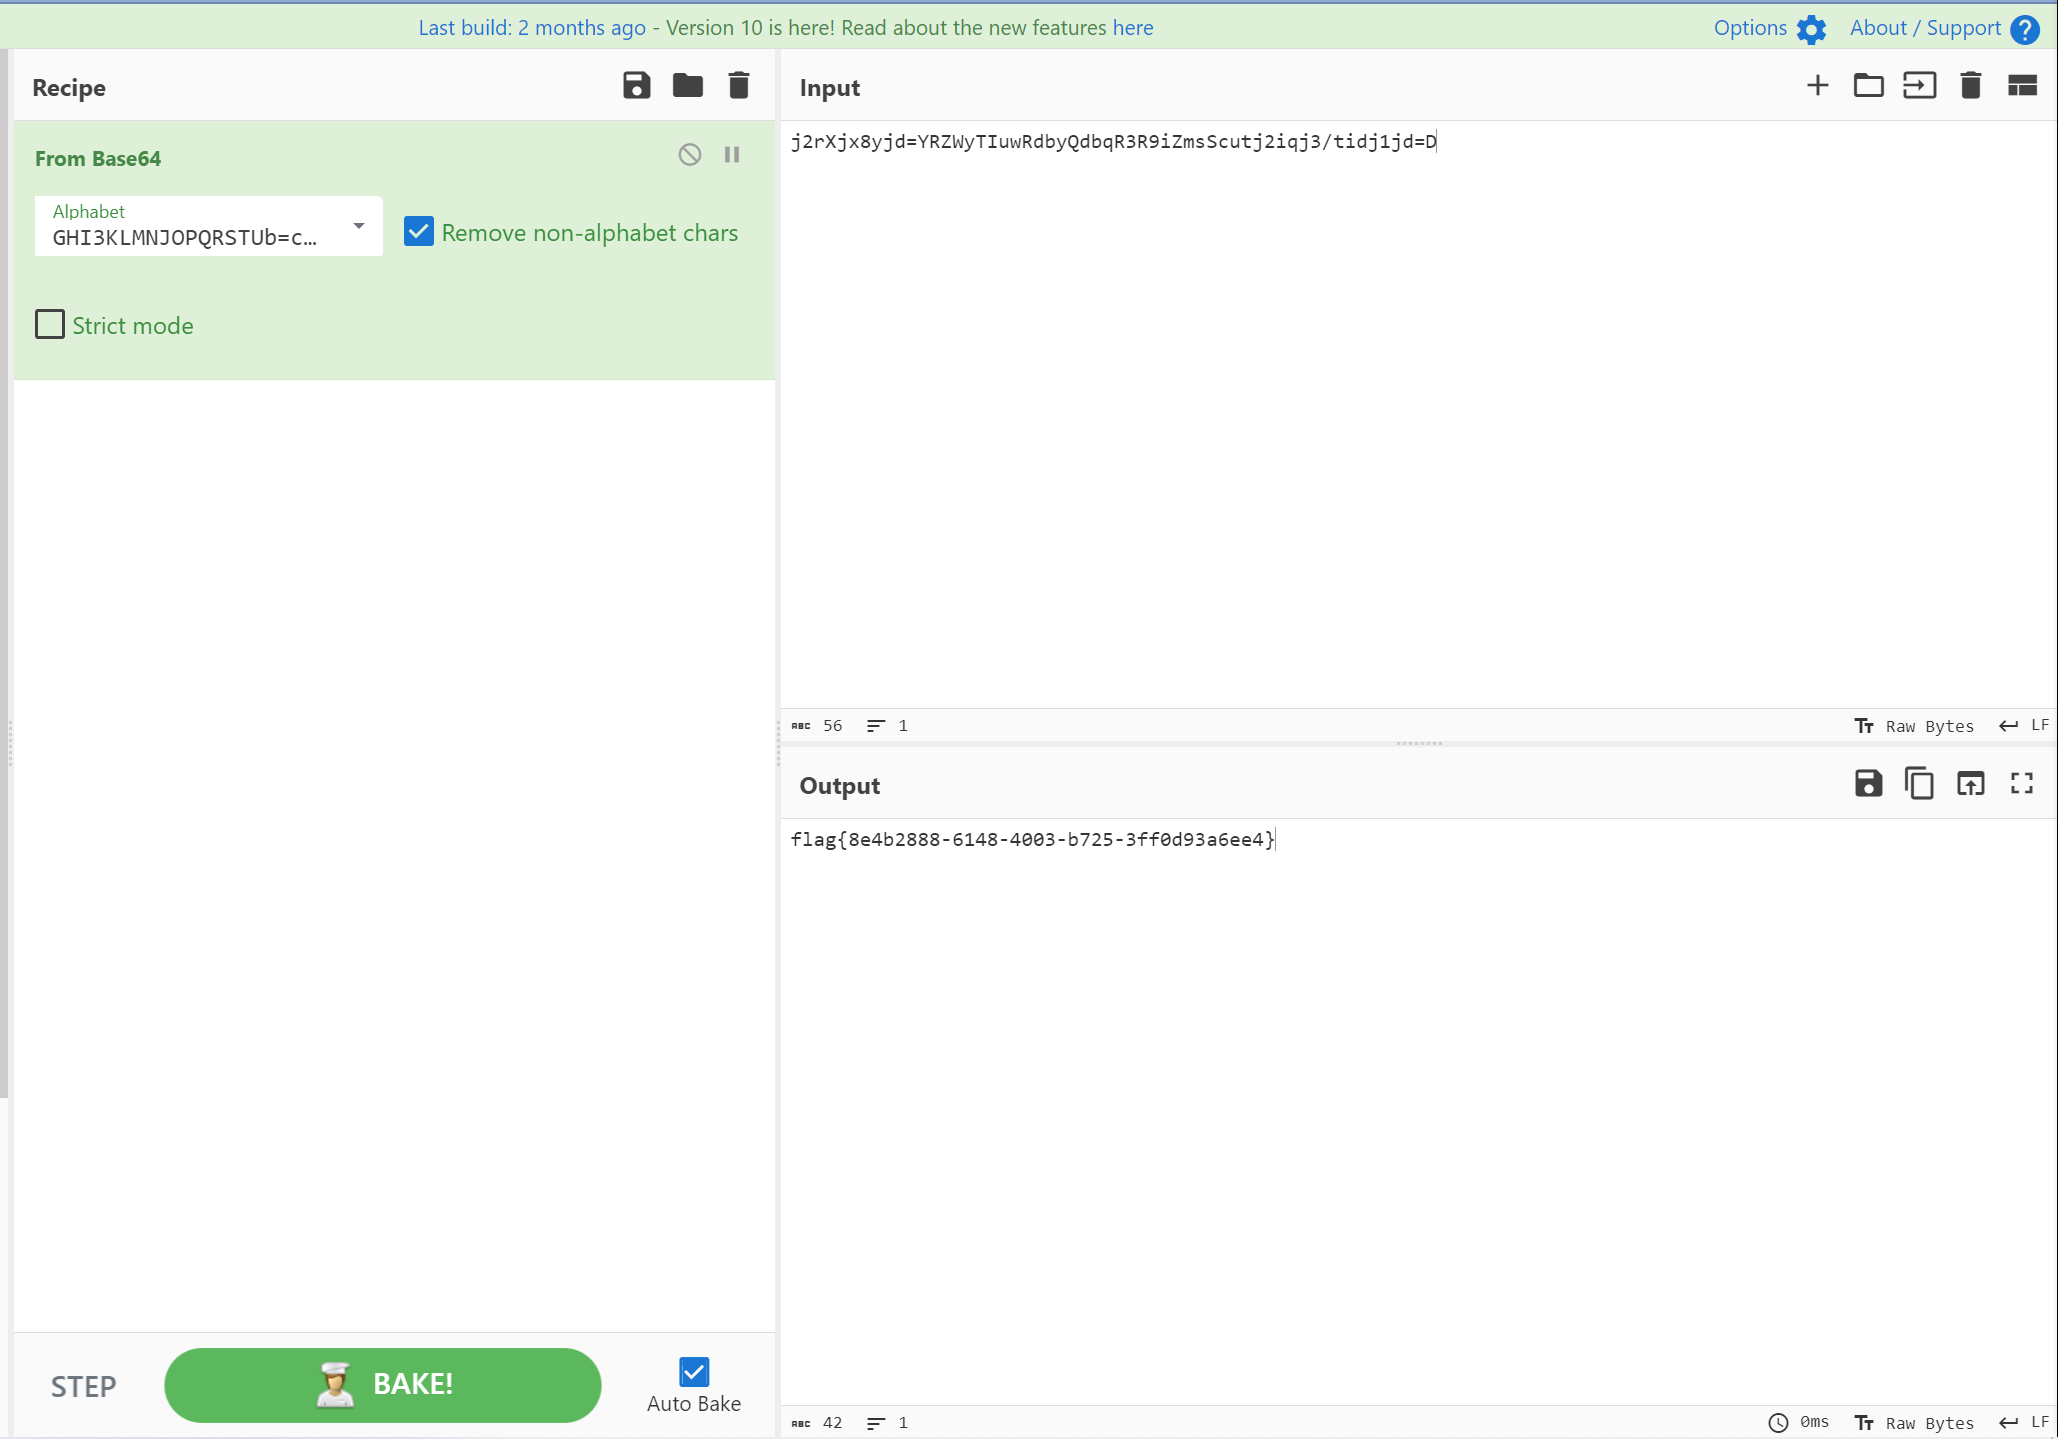 Last build: 2 months ago - Version 10 is here! Read about the new features here
Options
About / Support
Recipe
From Base64
Alphabet
GHI3KLMNJOPQRSTUb=c…
Remove non-alphabet chars
Strict mode
STEP
BAKE!
Auto Bake
Input
j2rXjx8yjd=YRZWyTIuwRdbyQdbqR3R9iZmsScutj2iqj3/tidj1jd=D
ABC 56 1
Raw Bytes LF
Output
flag{8e4b2888-6148-4003-b725-3ff0d93a6ee4}
ABC 42 1
0ms Raw Bytes LF